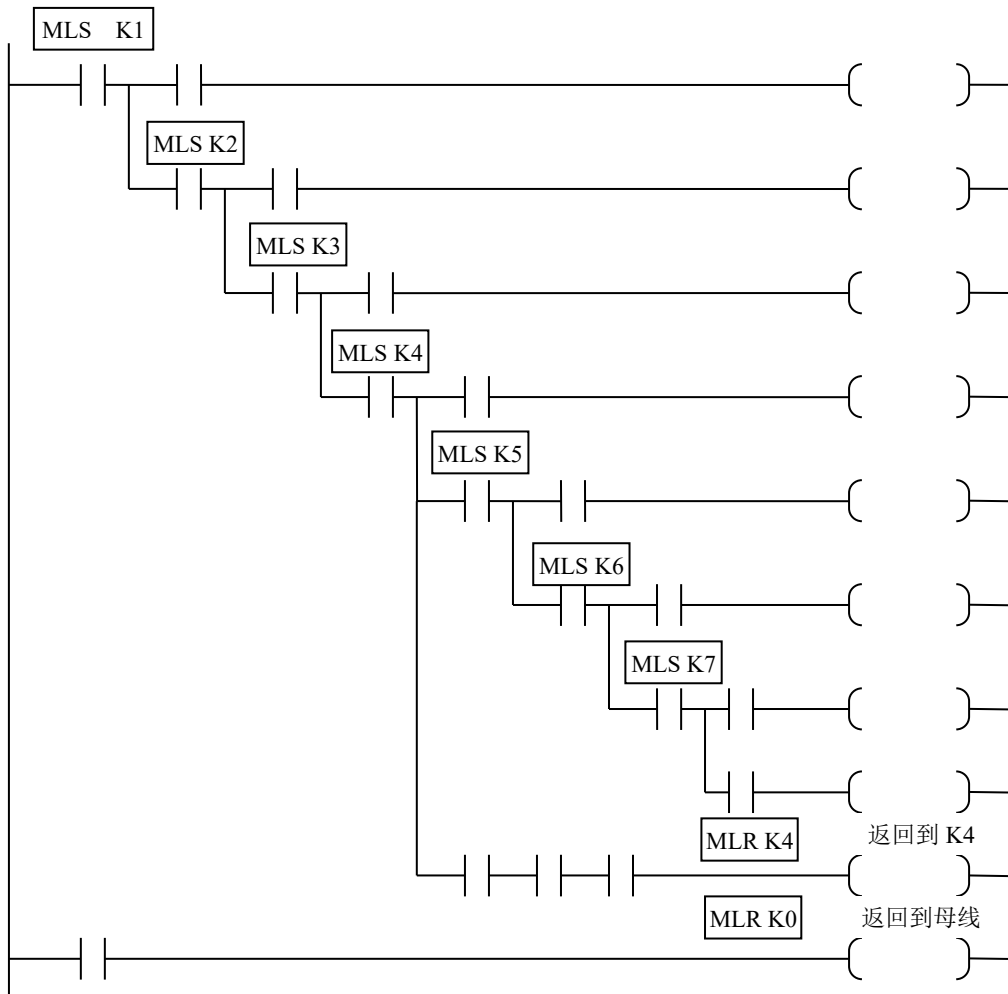 MLS K1
MLS K2
MLS K3
MLS K4
MLS K5
MLS K6
MLS K7
MLR K4
返回到 K4
MLR K0
返回到母线